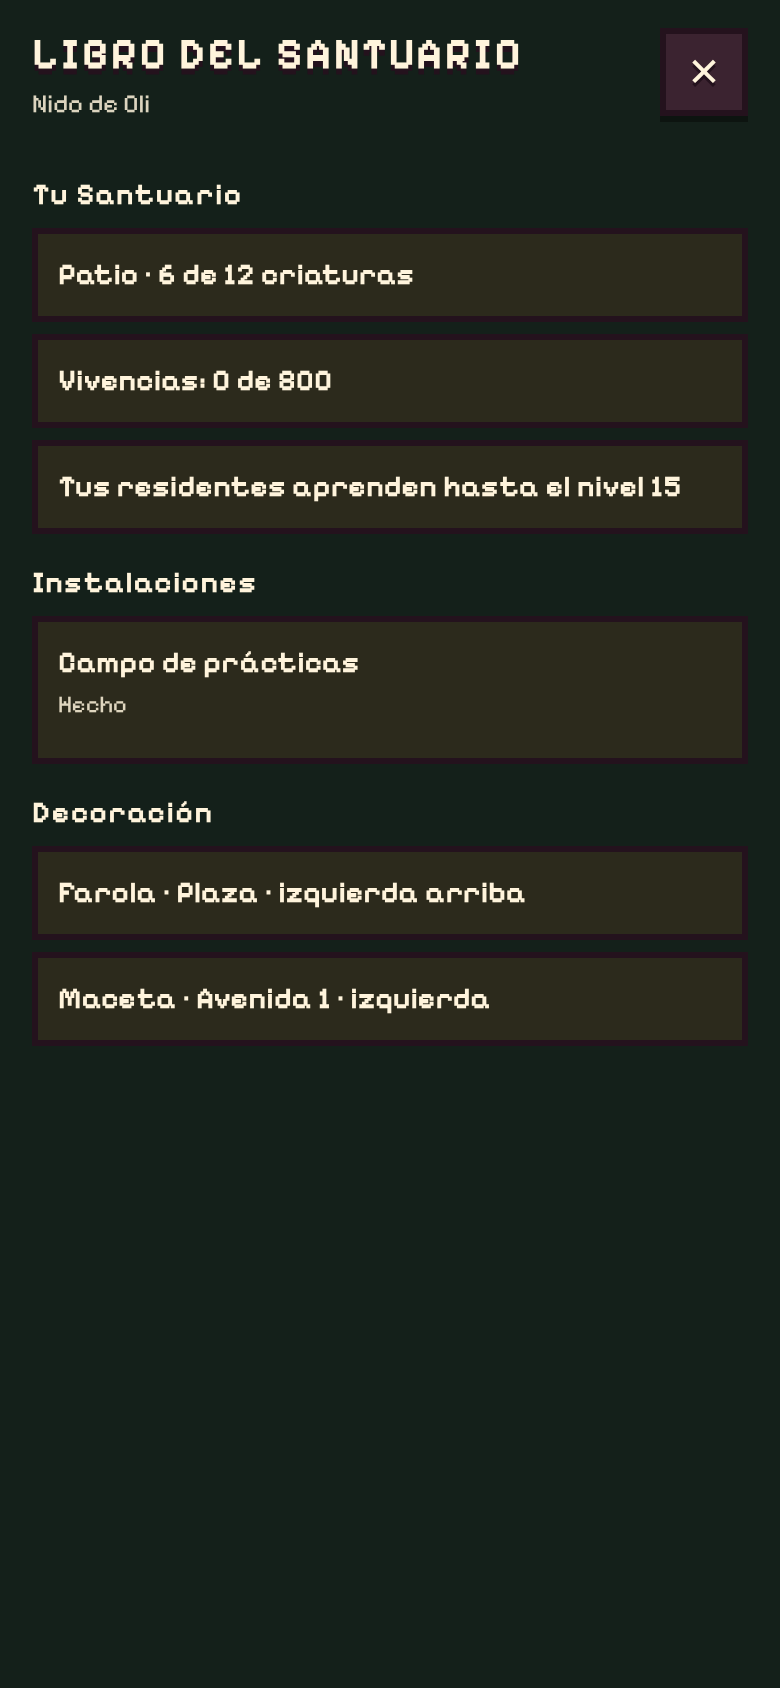 LIBRO DEL SANTUARIO
Nido de Oli
Tu Santuario
Patio · 6 de 12 criaturas
Vivencias: 0 de 800
Tus residentes aprenden hasta el nivel 15
Instalaciones
Campo de prácticas
Hecho
Decoración
Farola · Plaza · izquierda arriba
Maceta · Avenida 1 · izquierda